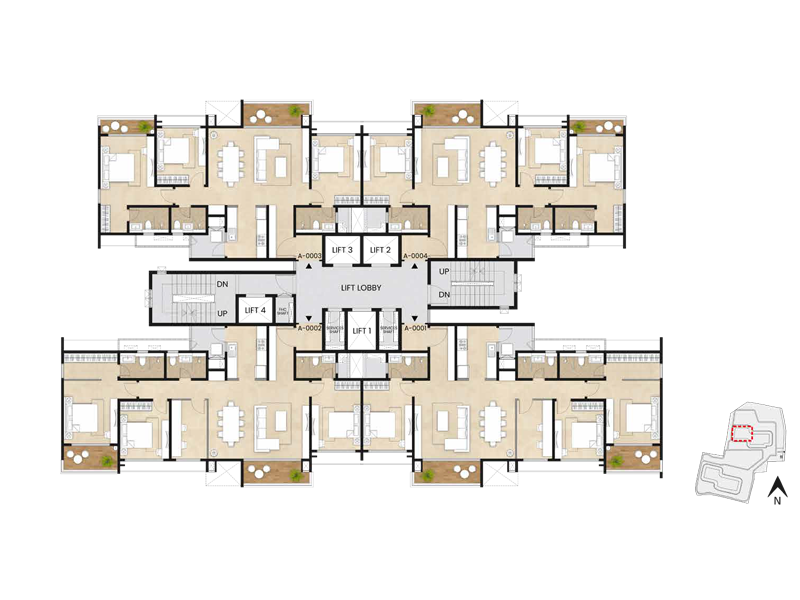 A-0003
LIFT 3
LIFT 2
A-0004
DN
LIFT LOBBY
UP
DN
UP
LIFT 4
FHC
SHAFT
A-0002
SERVICES
SHAFT
LIFT 1
SERVICES
SHAFT
A-0001
N